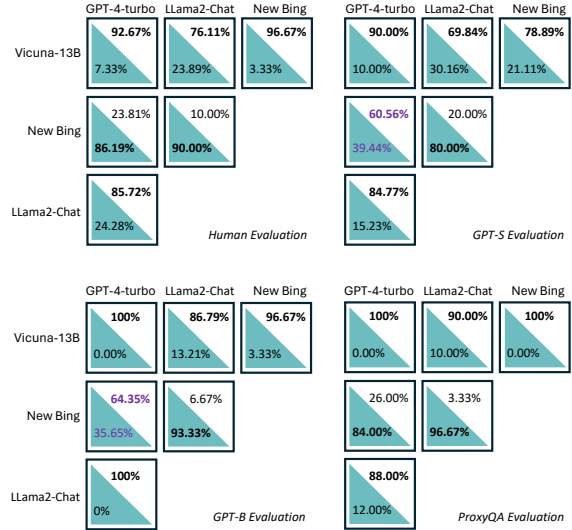 GPT-4-turbo LLama2-Chat New Bing GPT-4-turbo LLama2-Chat New Bing
92.67% 76.11% 96.67% 90.00% 69.84% 78.89%
Vicuna-13B
7.33% 23.89% 3.33% 10.00% 30.16% 21.11%
23.81% 10.00% 60.56% 20.00%
New Bing
86.19% 90.00% 39.44% 80.00%
85.72% 84.77%
LLama2-Chat
24.28% 15.23%
Human Evaluation GPT-S Evaluation
GPT-4-turbo LLama2-Chat New Bing GPT-4-turbo LLama2-Chat New Bing
100% 86.79% 96.67% 100% 90.00% 100%
Vicuna-13B
0.00% 13.21% 3.33% 0.00% 10.00% 0.00%
64.35% 6.67% 26.00% 3.33%
New Bing
35.65% 93.33% 84.00% 96.67%
100% 88.00%
LLama2-Chat
0% 12.00%
GPT-B Evaluation ProxyQA Evaluation